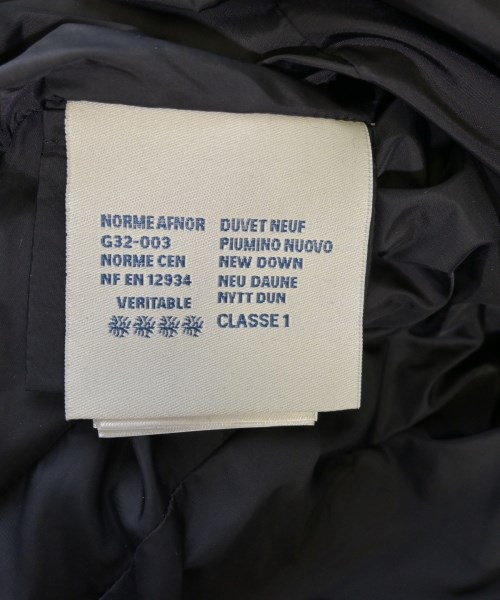 NORME AFNOR
G32-003
NORME CEN
NF EN 12934
VERITABLE
DUVET NEUF
PIUMINO NUOVO
NEW DOWN
NEU DAUNE
NYTT DUN
CLASSE 1